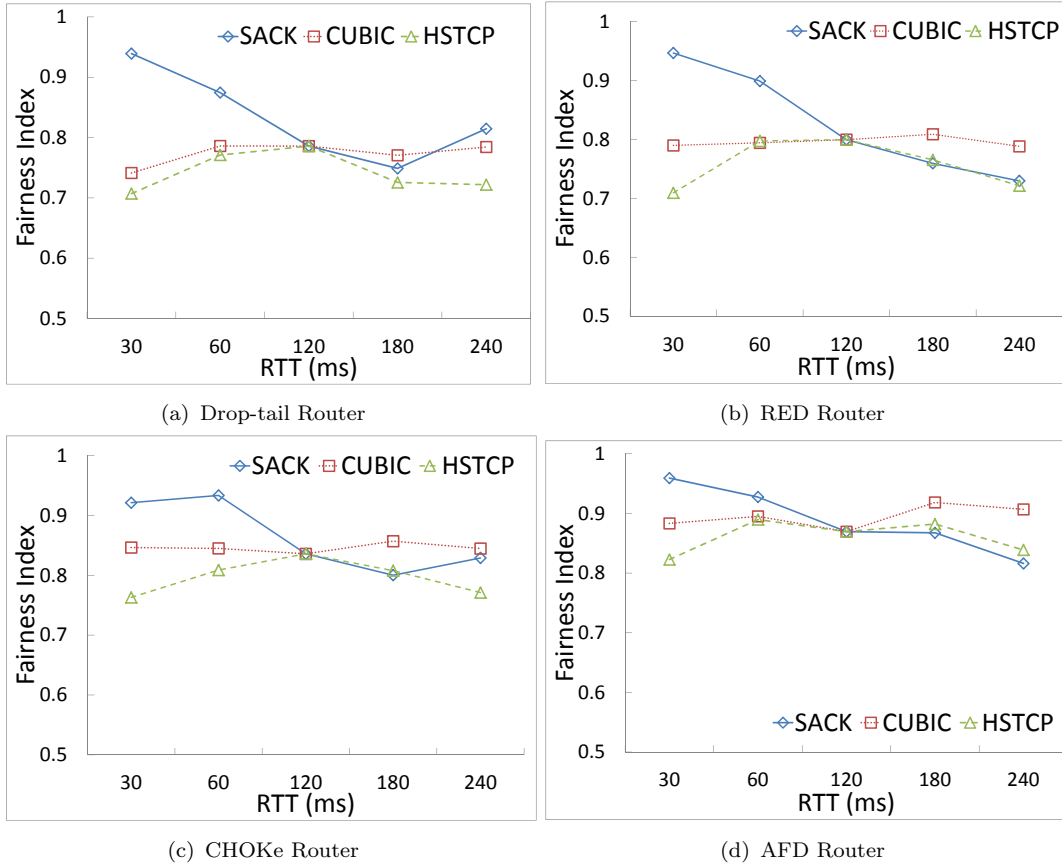 1
SACK CUBIC HSTCP
0.9
0.8
0.7
0.6
0.5
Fairness Index
30 60 120 180 240
RTT (ms)
(a) Drop-tail Router
1
SACK CUBIC HSTCP
0.9
0.8
0.7
0.6
0.5
Fairness Index
30 60 120 180 240
RTT (ms)
(b) RED Router
1
SACK CUBIC HSTCP
0.9
0.8
0.7
0.6
0.5
Fairness Index
30 60 120 180 240
RTT (ms)
(c) CHOKe Router
1
0.9
0.8
0.7
0.6
SACK CUBIC HSTCP
0.5
Fairness Index
30 60 120 180 240
RTT (ms)
(d) AFD Router